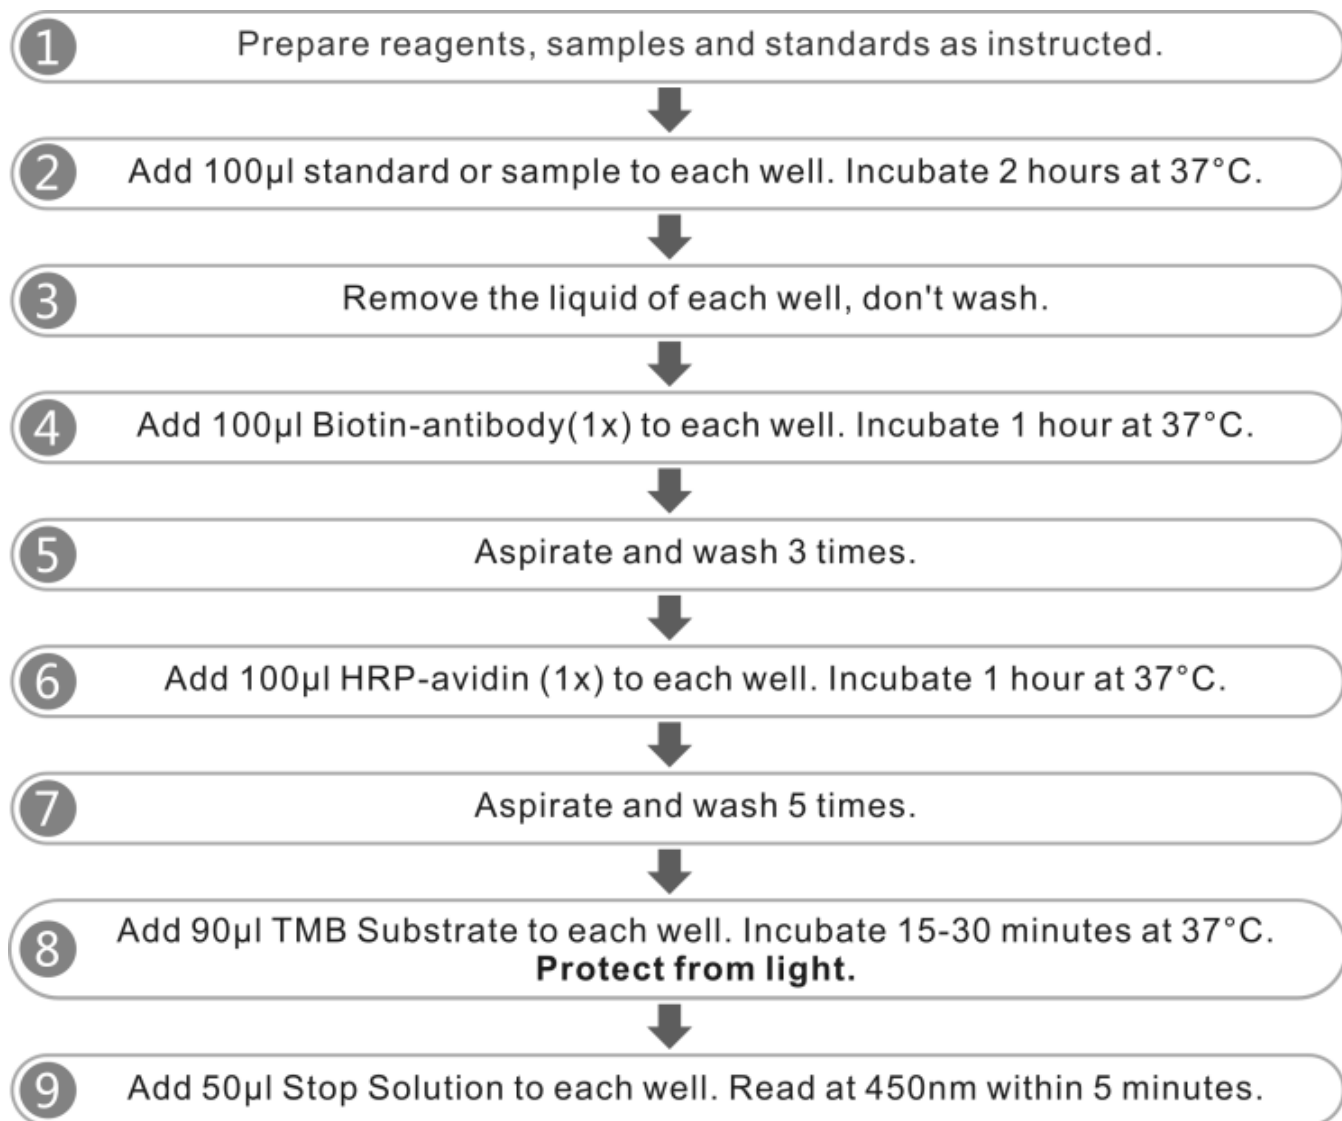 1 Prepare reagents, samples and standards as instructed.
2 Add 100μl standard or sample to each well. Incubate 2 hours at 37°C.
3 Remove the liquid of each well, don't wash.
4 Add 100μl Biotin-antibody(1x) to each well. Incubate 1 hour at 37°C.
5 Aspirate and wash 3 times.
6 Add 100μl HRP-avidin (1x) to each well. Incubate 1 hour at 37°C.
7 Aspirate and wash 5 times.
8 Add 90μl TMB Substrate to each well. Incubate 15-30 minutes at 37°C.
Protect from light.
9 Add 50μl Stop Solution to each well. Read at 450nm within 5 minutes.